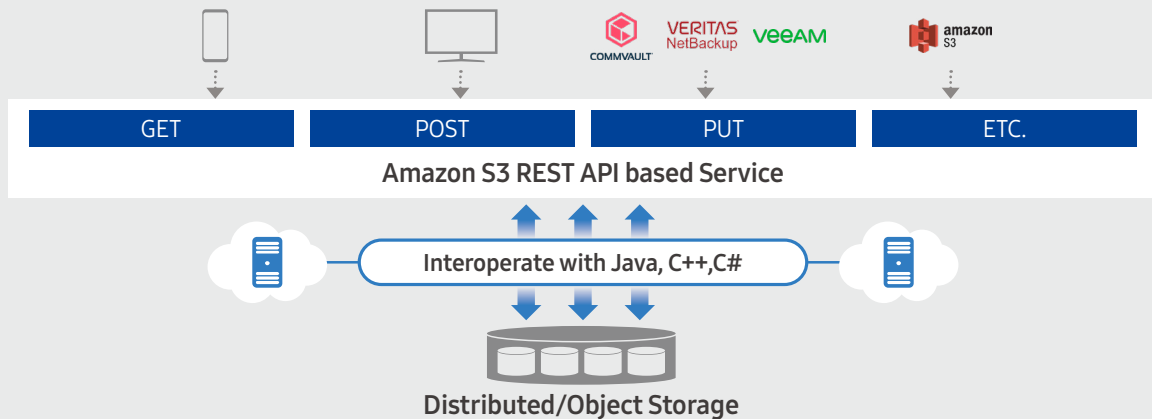 COMMVAULT
VERITAS
NetBackup
veeAM
amazon
S3
GET
POST
PUT
ETC.
Amazon S3 REST API based Service
Interoperate with Java, C++,C#
Distributed/Object Storage